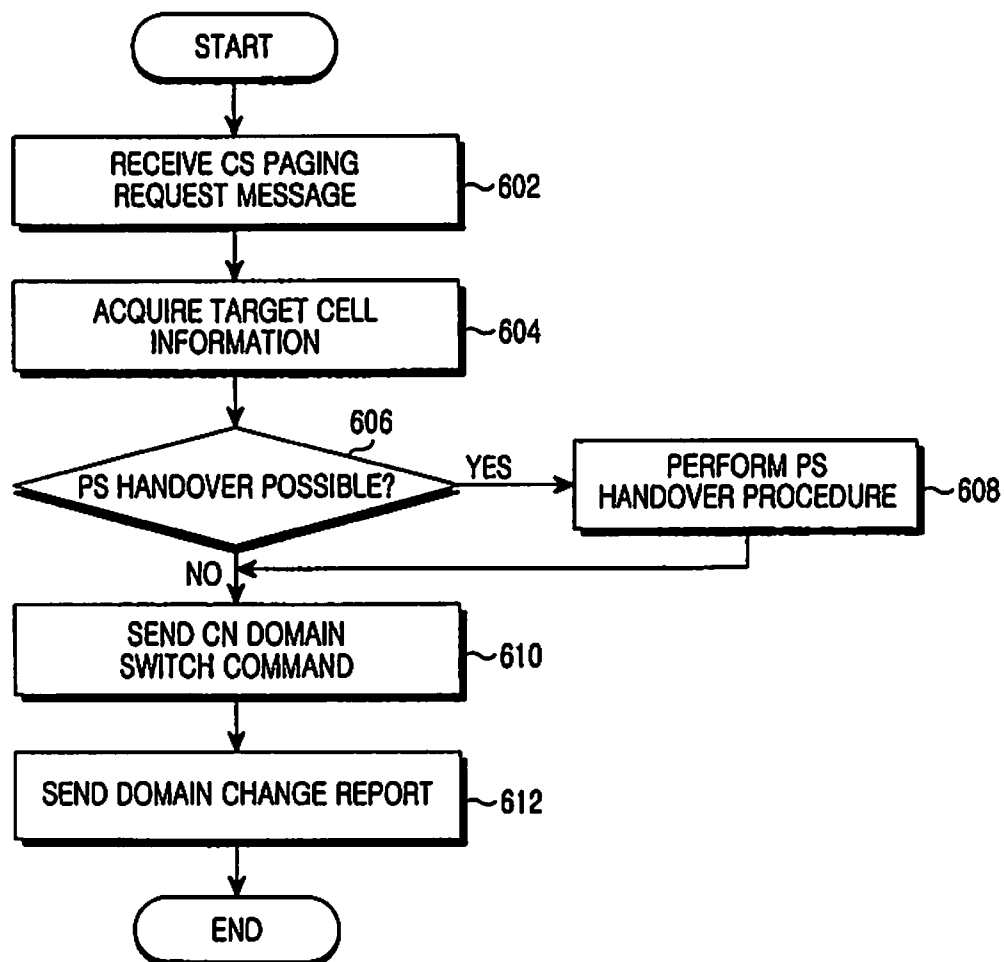 START
RECEIVE CS PAGING
REQUEST MESSAGE
602
ACQUIRE TARGET CELL
INFORMATION
604
606
PS HANDOVER POSSIBLE?
YES
PERFORM PS
HANDOVER PROCEDURE
608
NO
SEND CN DOMAIN
SWITCH COMMAND
610
SEND DOMAIN CHANGE REPORT
612
END